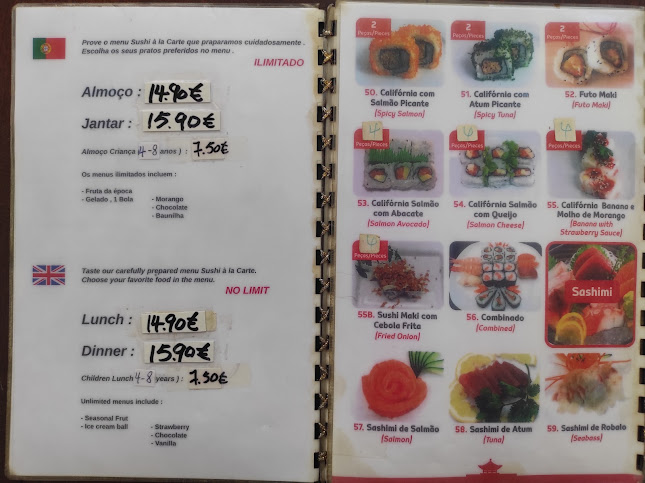 Prove e menu Sushi à la Carte que praparamos cuidadosamente .
Escolha os seus pratos preferidos no menu .
ILIMITADO
Almoço : 14.90€
Jantar : 15.90€
Almoço Criança 4-8 anos ) : 7.50€
Os menus ilimitados incluem :
- Fruta da época
- Gelado , 1 Bola - Morango
- Chocolate
- Baunilha
Taste our carefully prepared menu Sushi à la Carte.
Choose your favorite food in the menu.
NO LIMIT
Lunch : 14.90€
Dinner : 15.90€
Children Lunch 4-8 years ) : 7.50€
Unlimited menus include :
- Seasonal Frut
- Ice cream ball - Strawberry
- Chocolate
- Vanilla
2
Peças/Pieces
2
Peças/Pieces
2
Peças/Pieces
50. Califórnia com
Salmão Picante
(Spicy Salmon)
51. Califórnia com
Atum Picante
(Spicy Tuna)
52. Futo Maki
(Futo Maki)
4
Peças/Pieces
Peças/Pieces
4
Peças/Pieces
53. Califórnia Salmão
com Abacate
(Salmon Avocado)
54. Califórnia Salmão
com Queijo
(Salmon Cheese)
55. Califórnia Banana e
Molho de Morango
(Banana with
Strawberry Sauce)
Peças/Pieces
55B. Sushi Maki com
Cebola Frita
(Fried Onion)
56. Combinado
(Combined)
Sashimi
57. Sashimi de Salmão
(Salmon)
58. Sashimi de Atum
(Tuna)
59. Sashimi de Robalo
(Seabass)